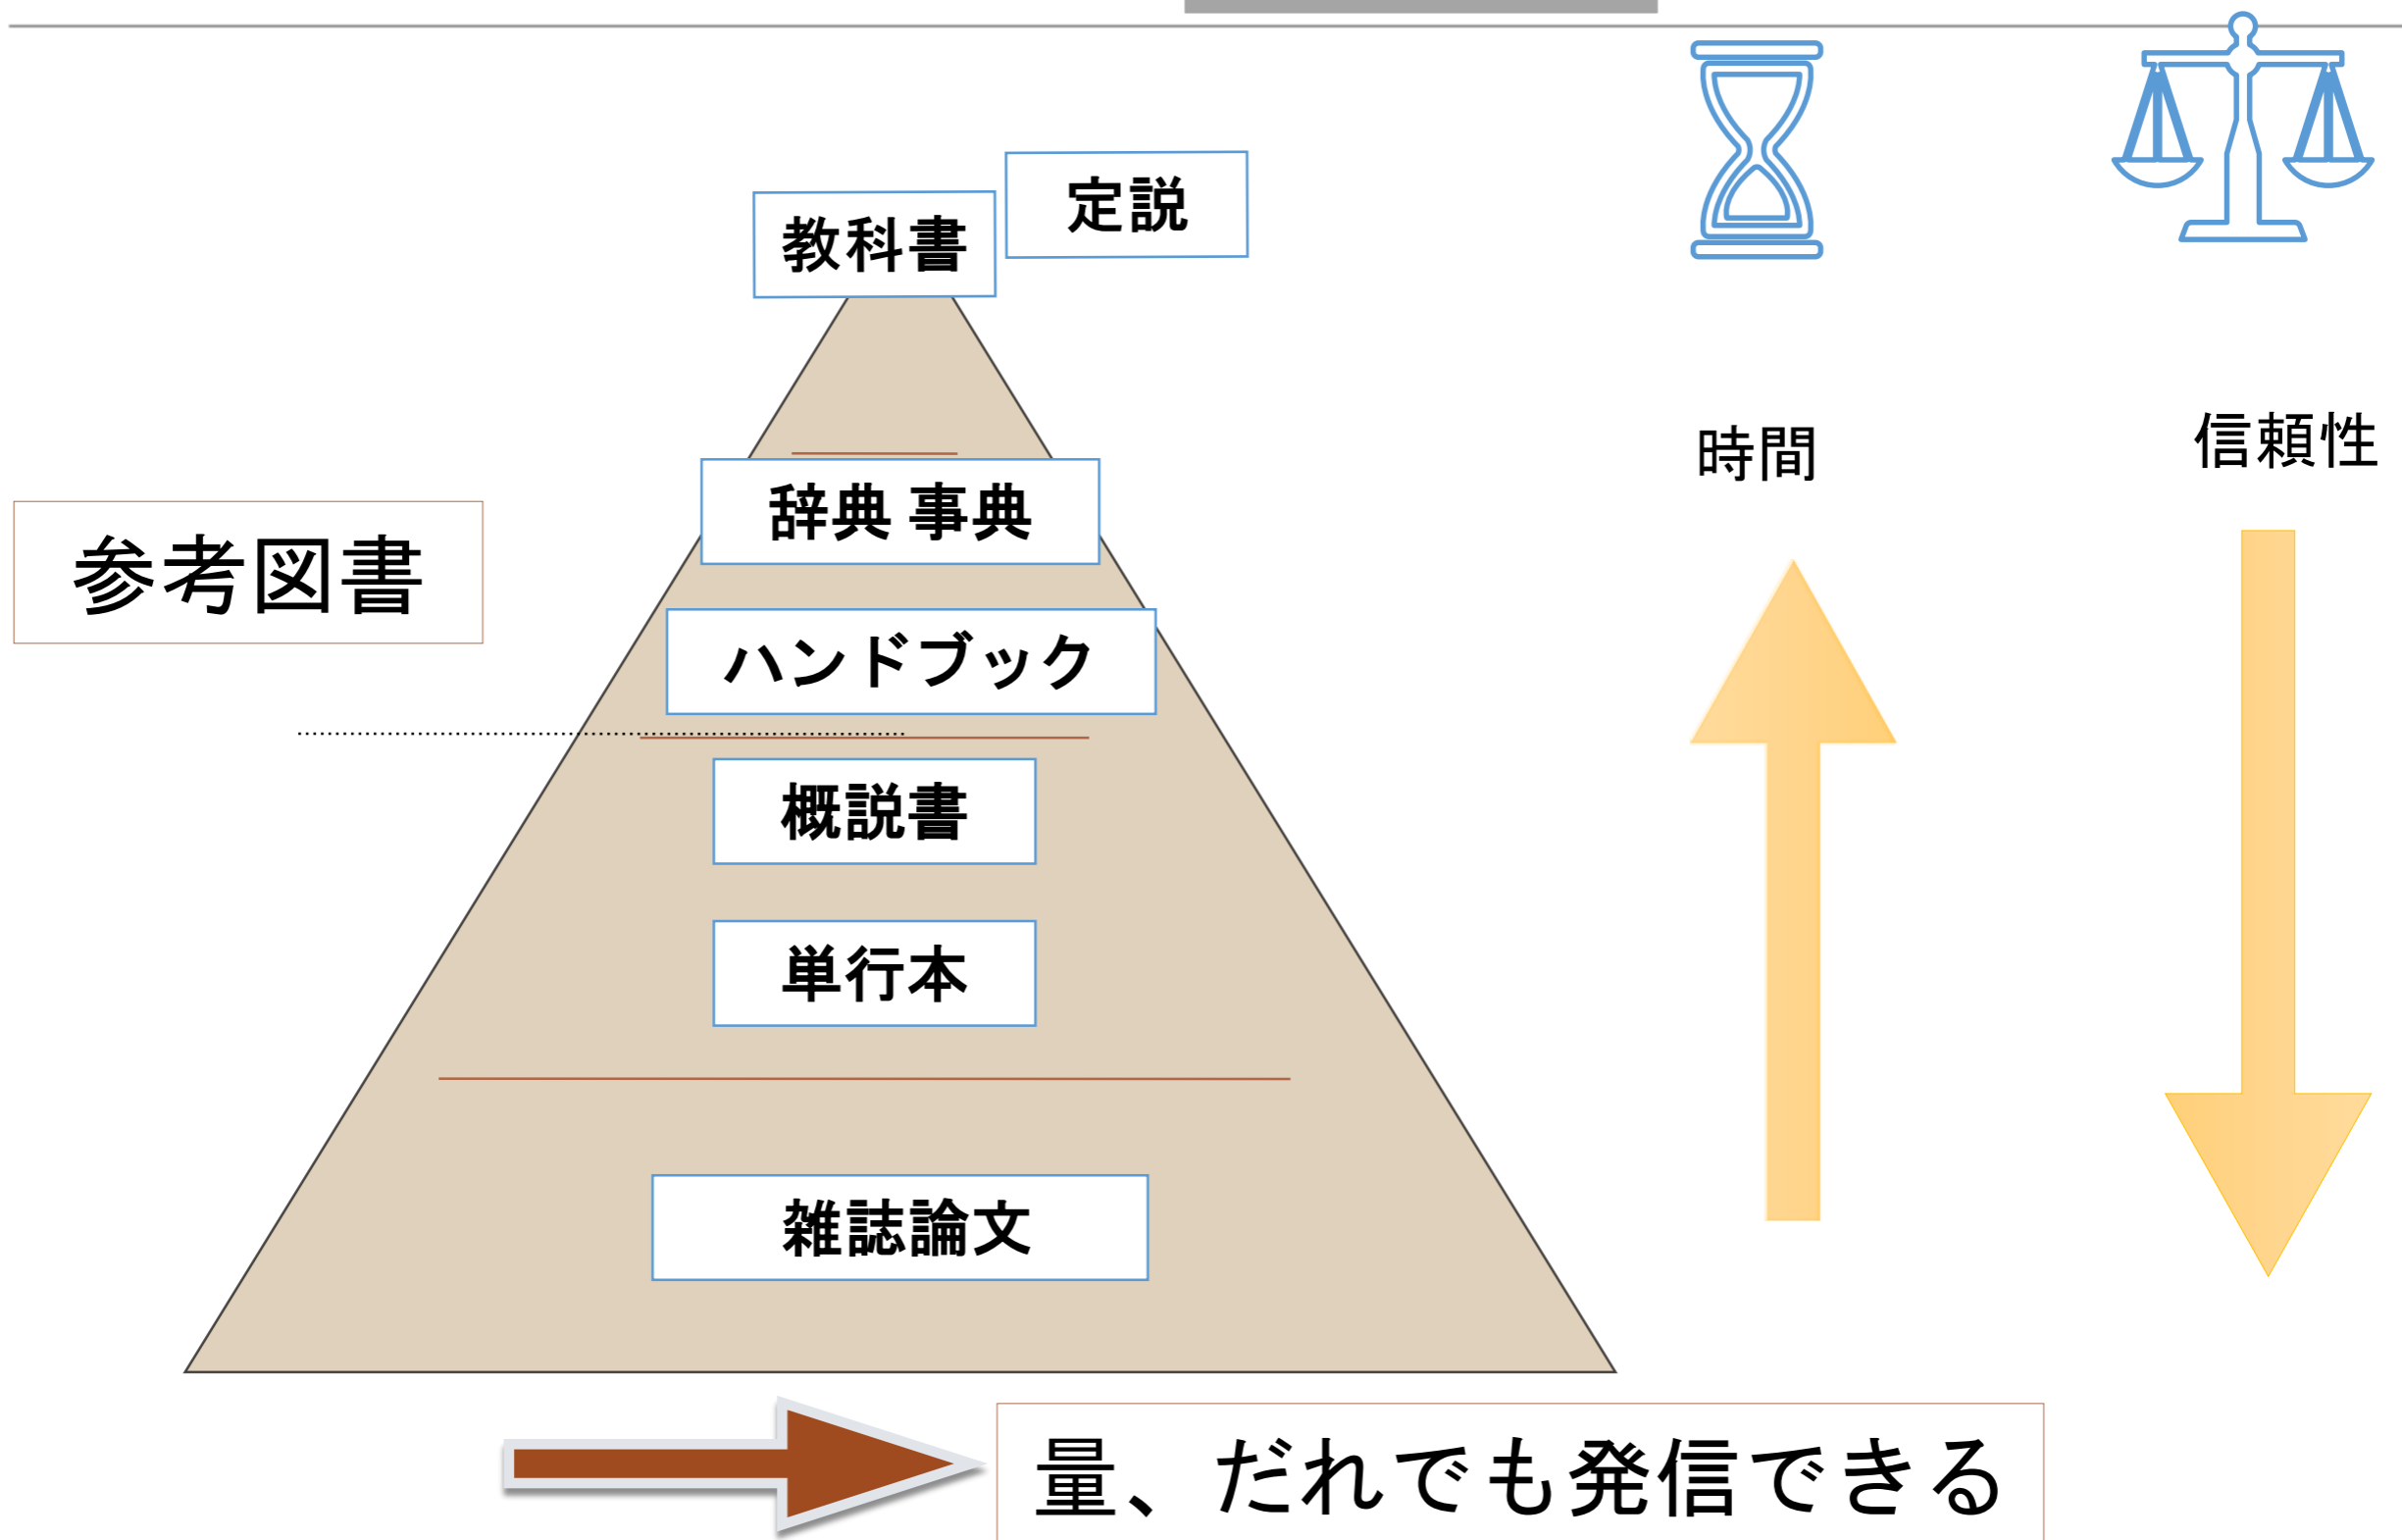 定説
教科書
時間
信頼性
辞典 事典
参考図書
ハンドブック
概説書
単行本
雑誌論文
量、だれでも発信できる